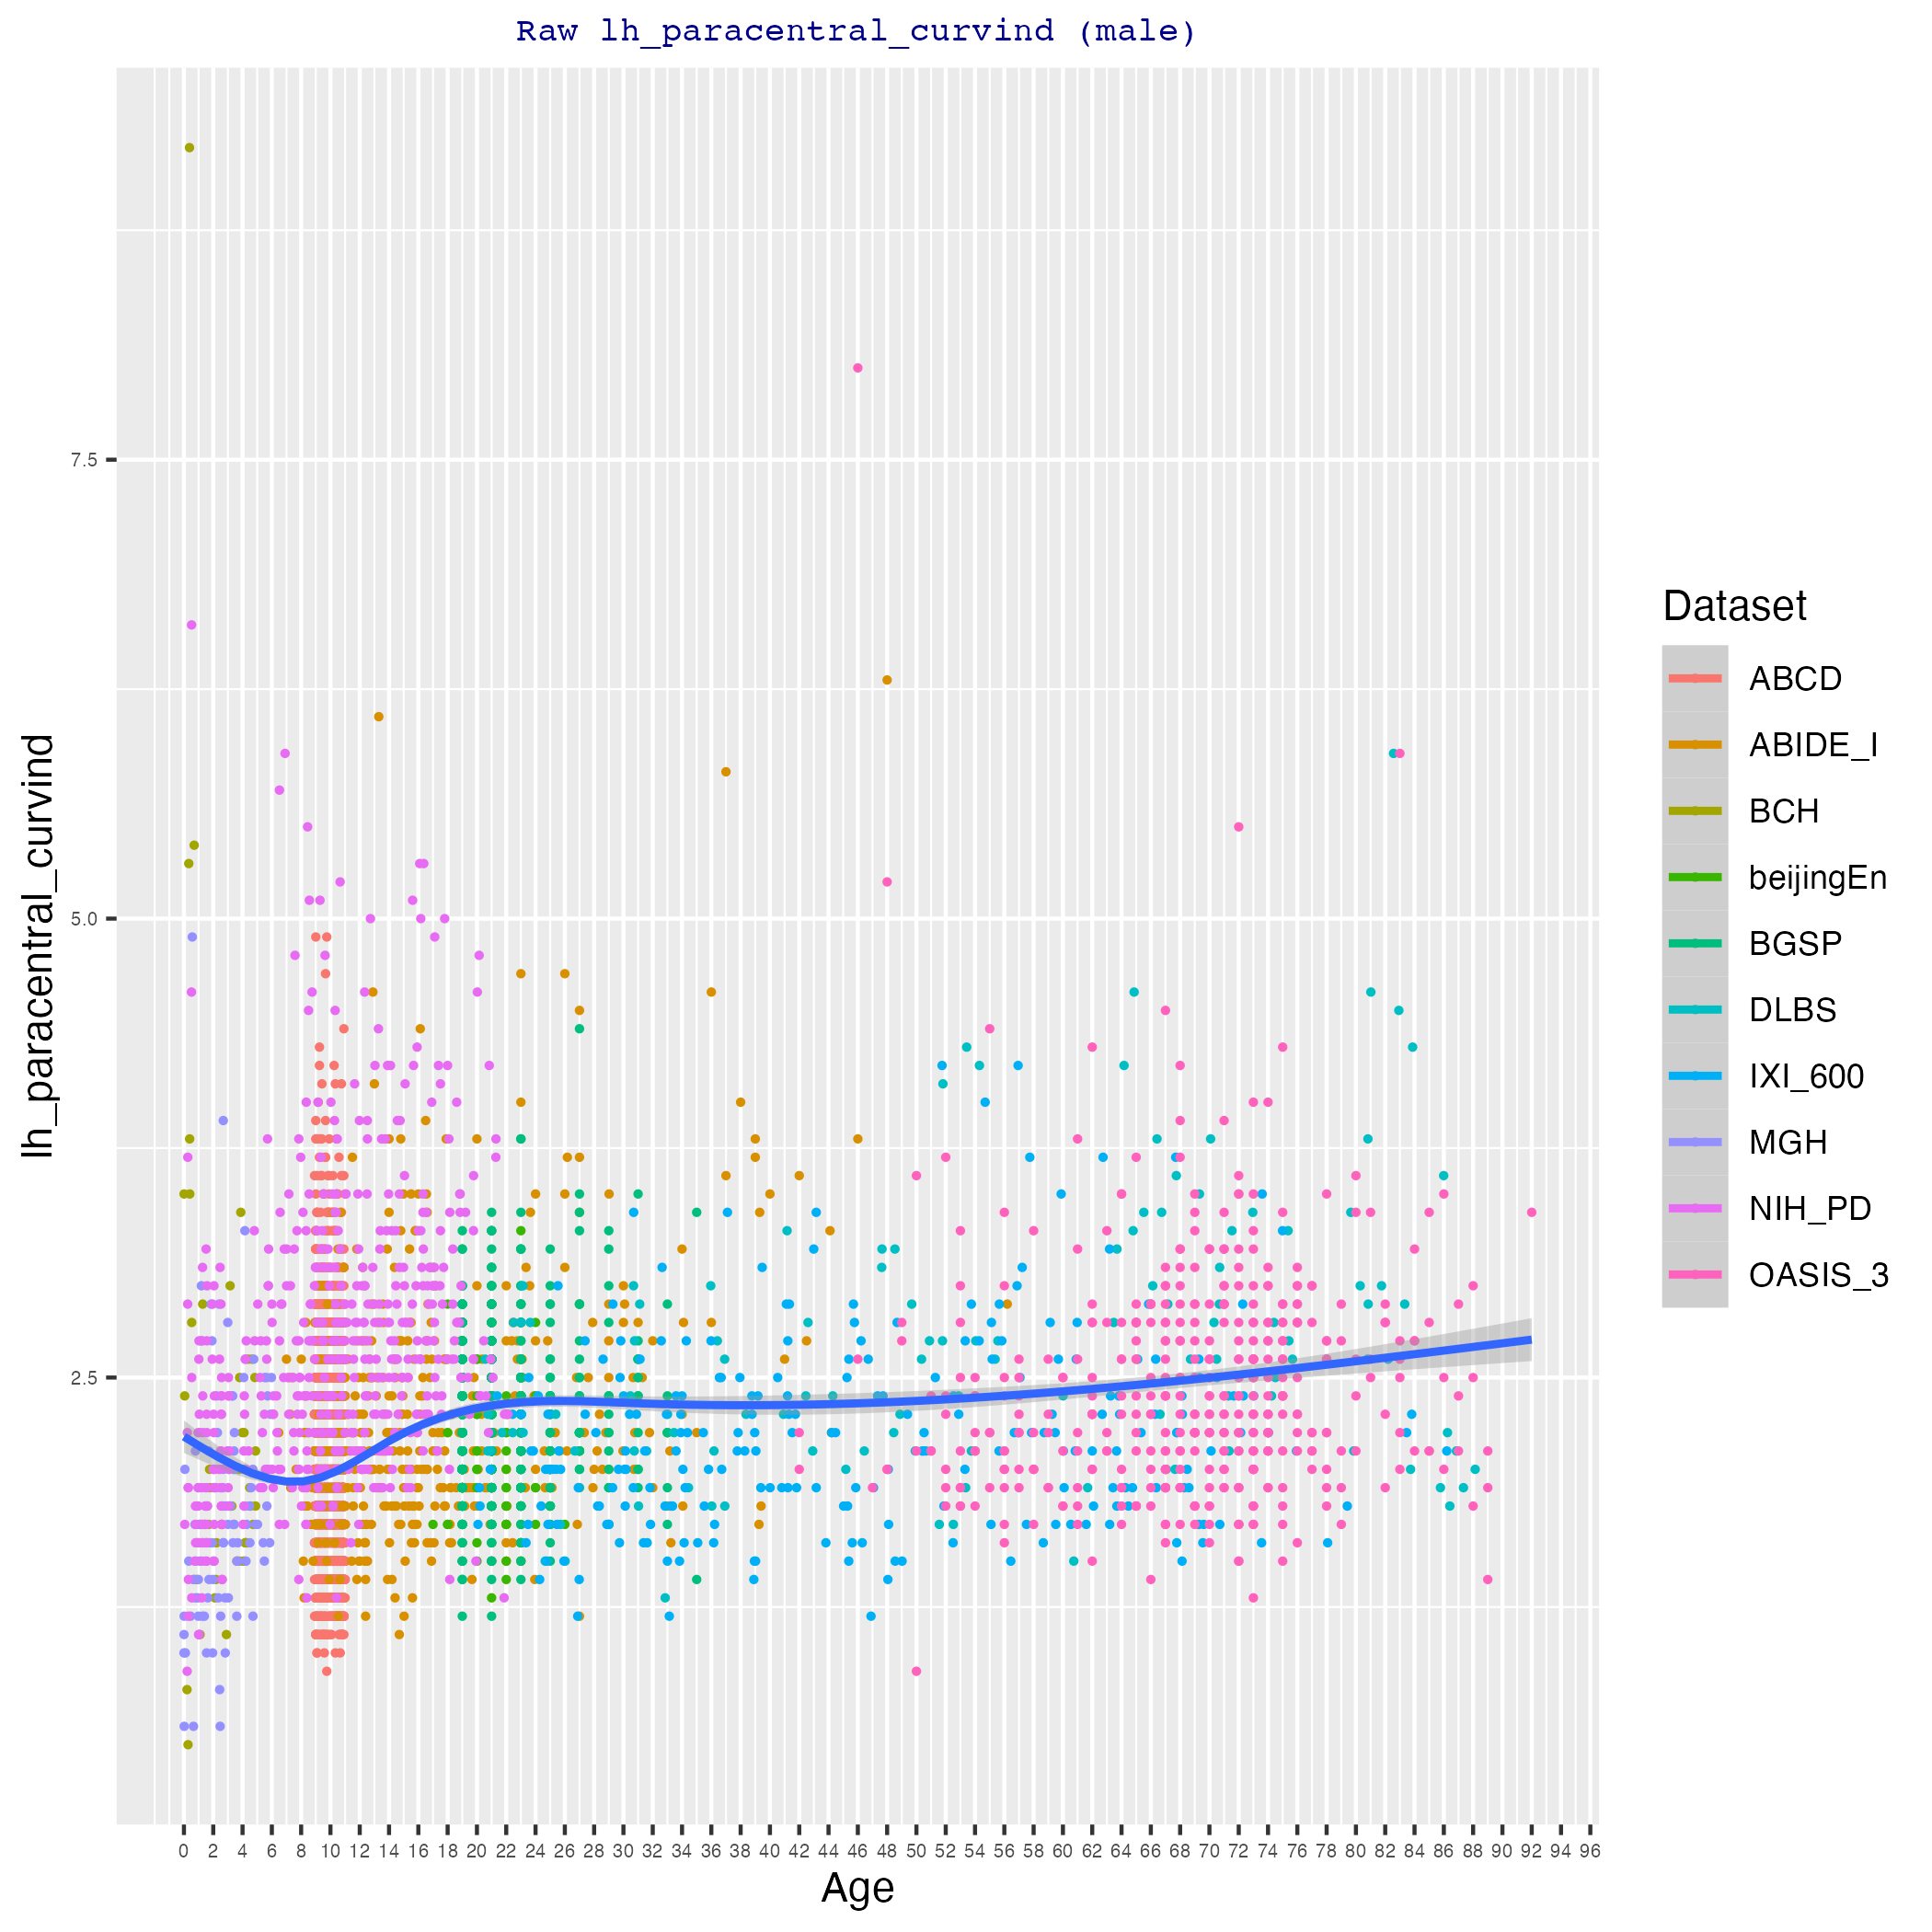 Raw lh_paracentral_curvind (male)
lh_paracentral_curvind
7.5
5.0
2.5
0 2 4 6 8 10 12 14 16 18 20 22 24 26 28 30 32 34 36 38 40 42 44 46 48 50 52 54 56 58 60 62 64 66 68 70 72 74 76 78 80 82 84 86 88 90 92 94 96
Age
Dataset
ABCD
ABIDE_I
BCH
beijingEn
BGSP
DLBS
IXI_600
MGH
NIH_PD
OASIS_3